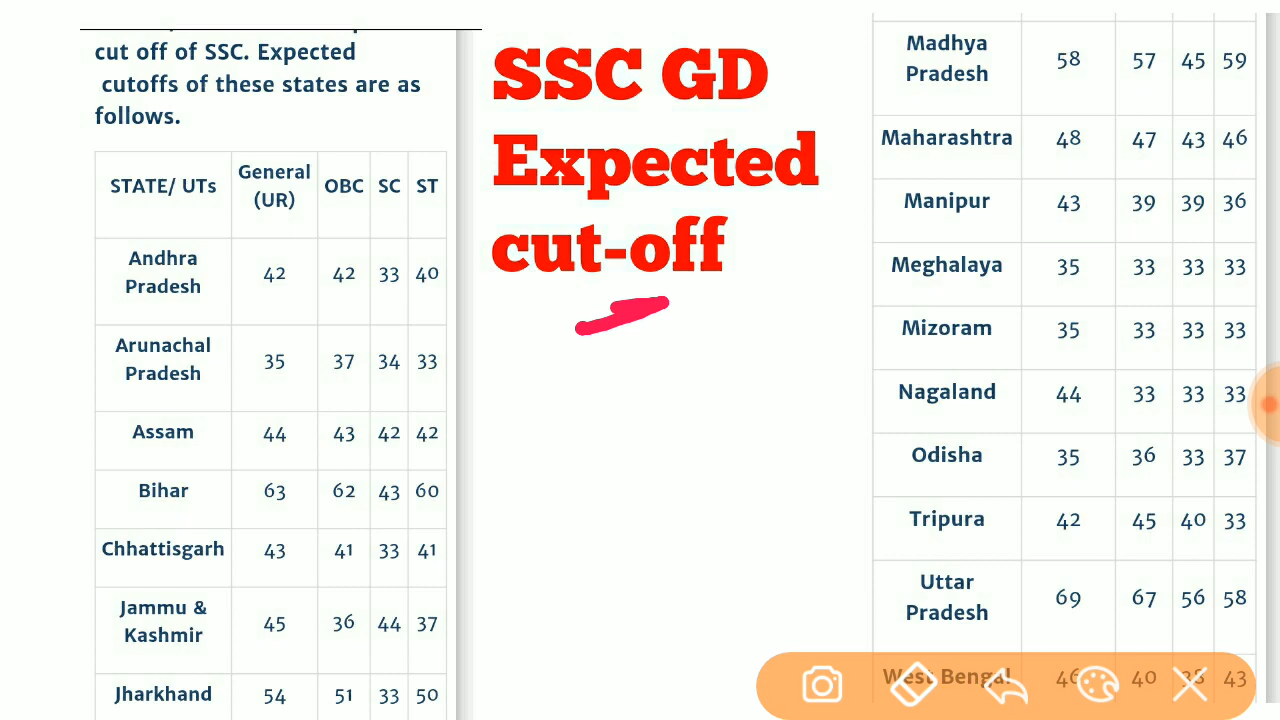 cut off of SSC. Expected
cutoffs of these states are as
follows.
STATE/ UTs General (UR) OBC SC ST
Andhra Pradesh 42 42 33 40
Arunachal Pradesh 35 37 34 33
Assam 44 43 42 42
Bihar 63 62 43 60
Chhattisgarh 43 41 33 41
Jammu & Kashmir 45 36 44 37
Jharkhand 54 51 33 50
SSC GD
Expected
cut-off
Madhya Pradesh 58 57 45 59
Maharashtra 48 47 43 46
Manipur 43 39 39 36
Meghalaya 35 33 33 33
Mizoram 35 33 33 33
Nagaland 44 33 33 33
Odisha 35 36 33 37
Tripura 42 45 40 33
Uttar Pradesh 69 67 56 58
West Bengal 46 40 38 43